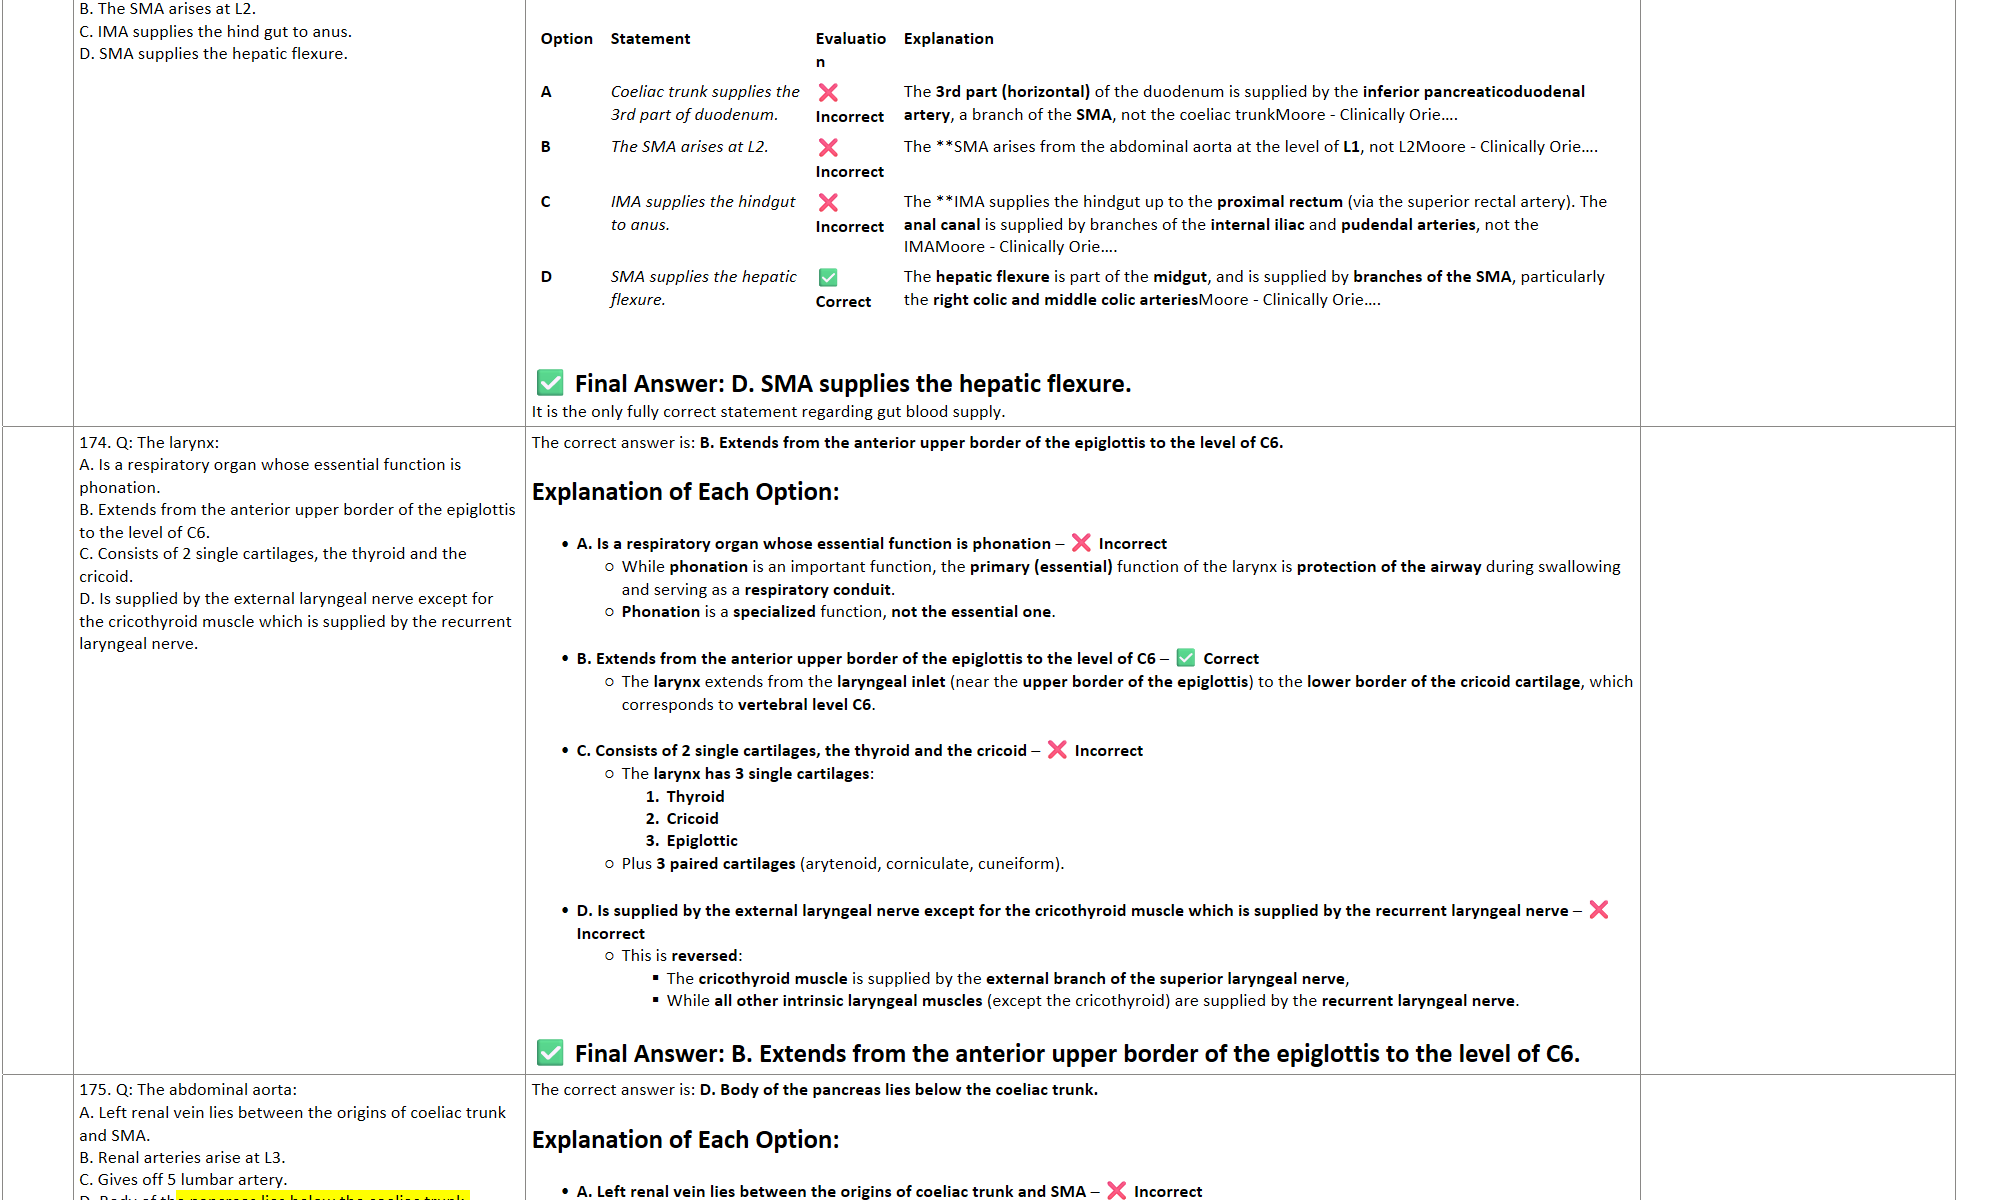 B. The SMA arises at L2.
C. IMA supplies the hind gut to anus.
D. SMA supplies the hepatic flexure.
Option Statement Evaluatio Explanation
n
A Coeliac trunk supplies the ❌ The 3rd part (horizontal) of the duodenum is supplied by the inferior pancreaticoduodenal
3rd part of duodenum. Incorrect artery, a branch of the SMA, not the coeliac trunkMoore - Clinically Orie....
B The SMA arises at L2. ❌ The **SMA arises from the abdominal aorta at the level of L1, not L2Moore - Clinically Orie....
Incorrect
C IMA supplies the hindgut ❌ The **IMA supplies the hindgut up to the proximal rectum (via the superior rectal artery). The
to anus. Incorrect anal canal is supplied by branches of the internal iliac and pudendal arteries, not the
IMAMoore - Clinically Orie....
D SMA supplies the hepatic ✅ The hepatic flexure is part of the midgut, and is supplied by branches of the SMA, particularly
flexure. Correct the right colic and middle colic arteriesMoore - Clinically Orie....
✅ Final Answer: D. SMA supplies the hepatic flexure.
It is the only fully correct statement regarding gut blood supply.
174. Q: The larynx:
A. Is a respiratory organ whose essential function is
phonation.
B. Extends from the anterior upper border of the epiglottis
to the level of C6.
C. Consists of 2 single cartilages, the thyroid and the
cricoid.
D. Is supplied by the external laryngeal nerve except for
the cricothyroid muscle which is supplied by the recurrent
laryngeal nerve.
The correct answer is: B. Extends from the anterior upper border of the epiglottis to the level of C6.
Explanation of Each Option:
• A. Is a respiratory organ whose essential function is phonation – ❌ Incorrect
○ While phonation is an important function, the primary (essential) function of the larynx is protection of the airway during swallowing
and serving as a respiratory conduit.
○ Phonation is a specialized function, not the essential one.
• B. Extends from the anterior upper border of the epiglottis to the level of C6 – ✅ Correct
○ The larynx extends from the laryngeal inlet (near the upper border of the epiglottis) to the lower border of the cricoid cartilage, which
corresponds to vertebral level C6.
• C. Consists of 2 single cartilages, the thyroid and the cricoid – ❌ Incorrect
○ The larynx has 3 single cartilages:
1. Thyroid
2. Cricoid
3. Epiglottic
○ Plus 3 paired cartilages (arytenoid, corniculate, cuneiform).
• D. Is supplied by the external laryngeal nerve except for the cricothyroid muscle which is supplied by the recurrent laryngeal nerve – ❌
Incorrect
○ This is reversed:
▪ The cricothyroid muscle is supplied by the external branch of the superior laryngeal nerve,
▪ While all other intrinsic laryngeal muscles (except the cricothyroid) are supplied by the recurrent laryngeal nerve.
✅ Final Answer: B. Extends from the anterior upper border of the epiglottis to the level of C6.
175. Q: The abdominal aorta:
A. Left renal vein lies between the origins of coeliac trunk
and SMA.
B. Renal arteries arise at L3.
C. Gives off 5 lumbar artery.
D. Body of the pancreas lies below the coeliac trunk.
The correct answer is: D. Body of the pancreas lies below the coeliac trunk.
Explanation of Each Option:
• A. Left renal vein lies between the origins of coeliac trunk and SMA – ❌ Incorrect